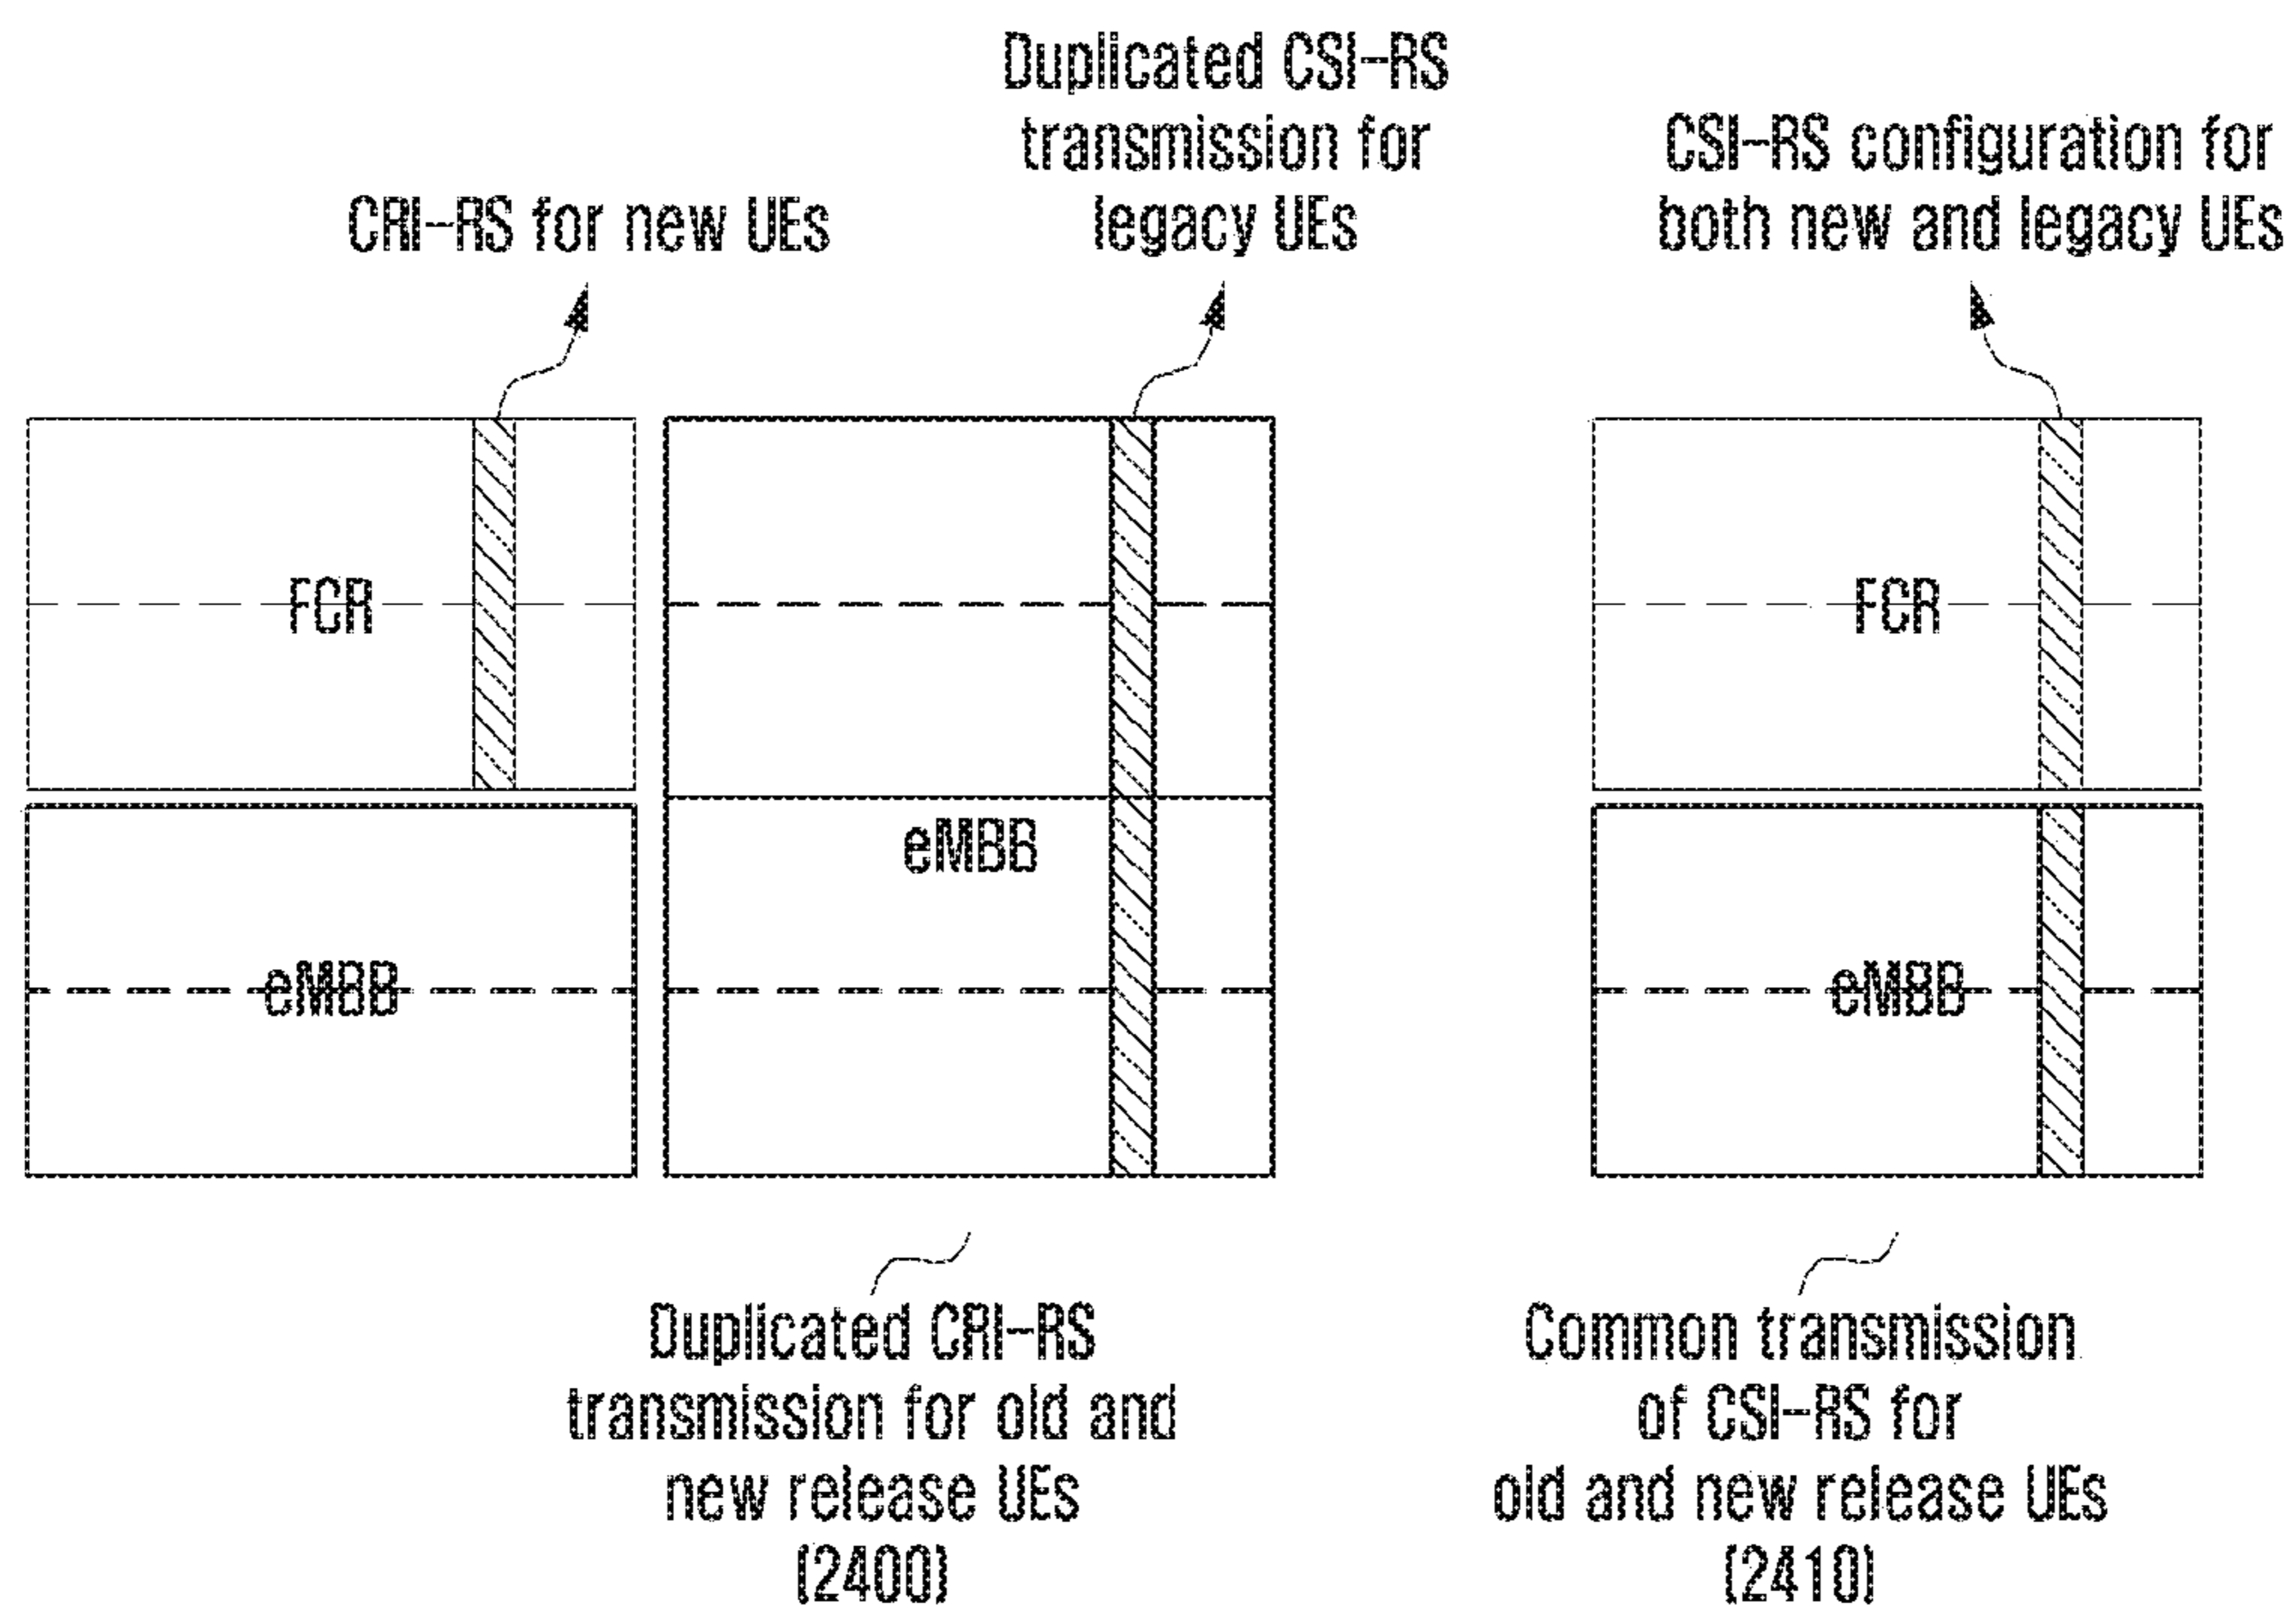 Duplicated CSI-RS
transmission for
legacy UEs
CRI-RS for new UEs
CSI-RS configuration for
both new and legacy UEs
FCR
eMBB
eMBB
FCR
eMBB
Duplicated CRI-RS
transmission for old and
new release UEs
(2400)
Common transmission
of CSI-RS for
old and new release UEs
(2410)